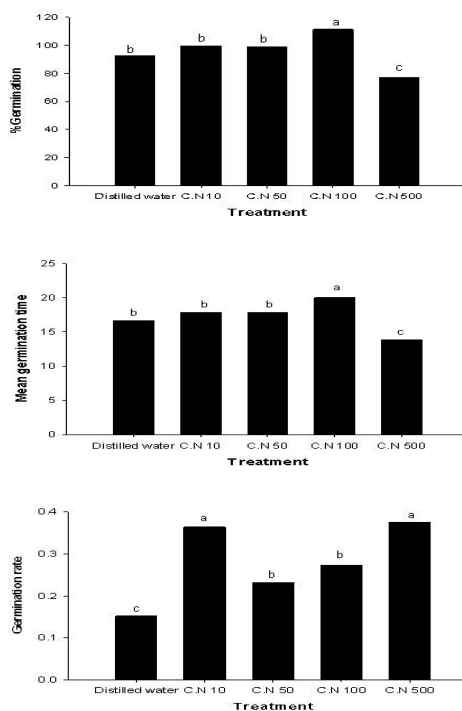 120
100
80
60
40
20
0
%Germination
b
b
b
a
c
Distilled water C.N 10 C.N 50 C.N 100 C.N 500
Treatment
25
20
15
10
5
0
Mean germination time
b
b
b
a
c
Distilled water C.N 10 C.N 50 C.N 100 C.N 500
Treatment
0.4
0.3
0.2
0.1
0.0
Germination rate
c
a
b
b
a
Distilled water C.N 10 C.N 50 C.N 100 C.N 500
Treatment